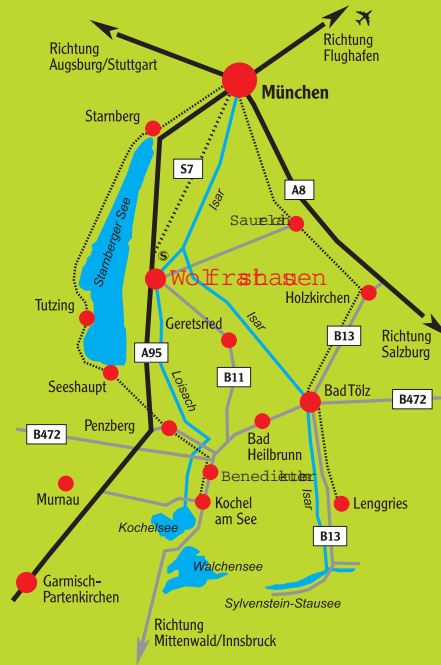 Richtung
Augsburg/Stuttgart
Richtung
Flughafen
München
Starnberg
S7
Isar
A8
Starnberger See
S
Wolfratshausen
Holzkirchen
Tutzing
Geretsried
Isar
B13
Richtung
Salzburg
A95
Loisach
B11
Seeshaupt
Bad Tölz
B472
Penzberg
B472
Bad
Heilbrunn
Murnau
Isar
Kochel
am See
Lenggries
Kochelsee
B13
Walchensee
Garmisch-
Partenkirchen
Sylvenstein-Stausee
Richtung
Mittenwald/Innsbruck